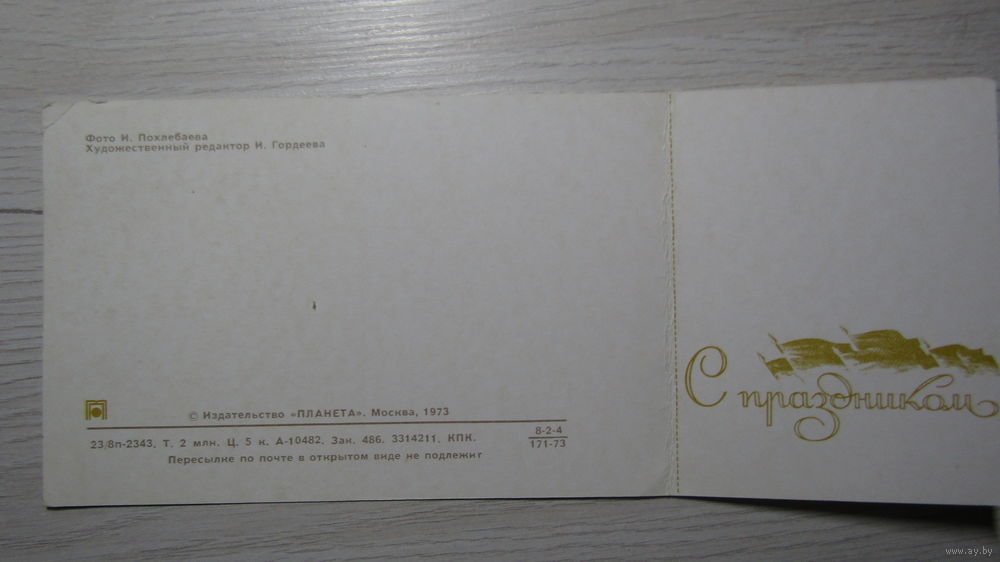 Фото И. Похлебаева
Художественный редактор И. Гордеева
© Издательство «ПЛАНЕТА». Москва, 1973
23/8п-2343. Т. 2 млн. Ц. 5 к. А-10482. Зак. 486. 3314211. КПК.
8-2-4
171-73
Пересылке по почте в открытом виде не подлежит
С праздником
www.ay.by